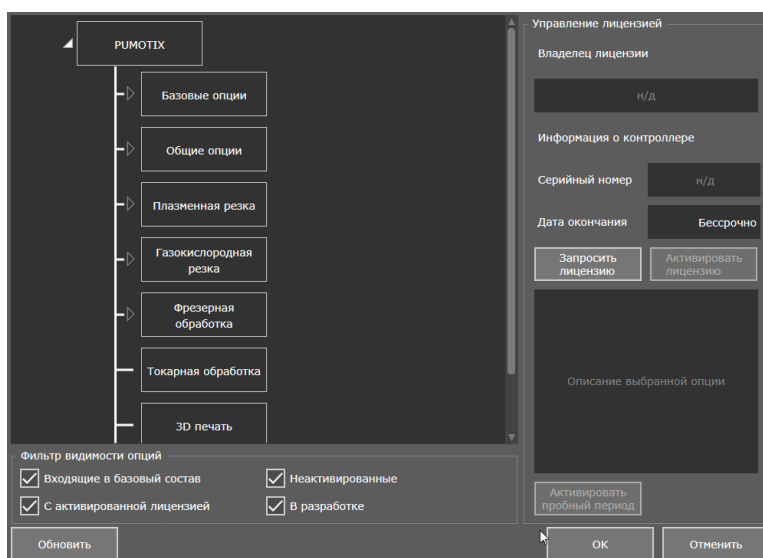 PUMOTIX
Базовые опции
Общие опции
Плазменная резка
Газокислородная
резка
Фрезерная
обработка
Токарная обработка
3D печать
Фильтр видимости опций
Входящие в базовый состав
Неактивированные
С активированной лицензией
В разработке
Обновить
Управление лицензией
Владелец лицензии
н/д
Информация о контроллере
Серийный номер
н/д
Дата окончания
Бессрочно
Запросить
лицензию
Активировать
лицензию
Описание выбранной опции
Активировать
пробный период
ОК
Отменить